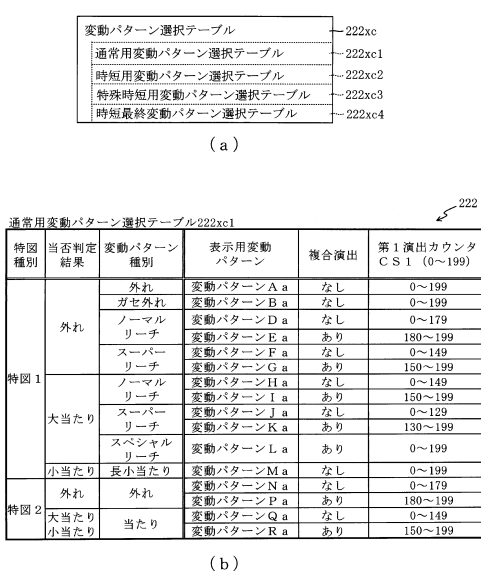 変動パターン選択テーブル 222xc
通常用変動パターン選択テーブル 222xc1
時短用変動パターン選択テーブル 222xc2
特殊時短用変動パターン選択テーブル 222xc3
時短最終変動パターン選択テーブル 222xc4
(a)
222
通常用変動パターン選択テーブル222xc1
特図種別 当否判定結果 変動パターン種別 表示用変動パターン 複合演出 第1演出カウンタCS1 (0~199)
特図1 外れ 外れ 変動パターンAa なし 0~199
ガセ外れ 変動パターンBa なし 0~199
ノーマルリーチ 変動パターンDa なし 0~179
変動パターンEa あり 180~199
スーパーリーチ 変動パターンFa なし 0~149
変動パターンGa あり 150~199
大当たり ノーマルリーチ 変動パターンHa なし 0~149
変動パターンIa あり 150~199
スーパーリーチ 変動パターンJa なし 0~129
変動パターンKa あり 130~199
スペシャルリーチ 変動パターンLa あり 0~199
小当たり 長小当たり 変動パターンMa なし 0~199
特図2 外れ 外れ 変動パターンNa なし 0~179
変動パターンPa あり 180~199
大当たり 小当たり 当たり 変動パターンQa なし 0~149
変動パターンRa あり 150~199
(b)